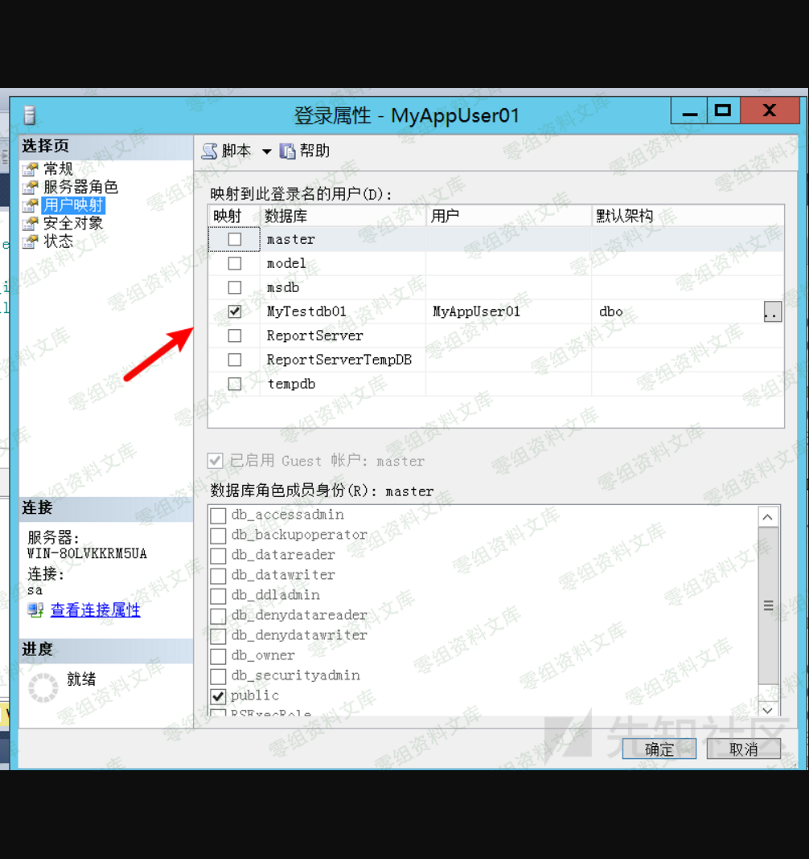 登录属性 - MyAppUser01
选择页
常规
服务器角色
用户映射
安全对象
状态
脚本
帮助
映射到此登录名的用户(D):
映射 数据库 用户 默认架构
master
model
msdb
MyTestdb01 MyAppUser01 dbo
..
ReportServer
ReportServerTempDB
tempdb
已启用 Guest 帐户: master
数据库角色成员身份(R): master
db_accessadmin
db_backupoperator
db_datareader
db_datawriter
db_ddladmin
db_denydatareader
db_denydatawriter
db_owner
db_securityadmin
public
RSExecRole
连接
服务器:
WIN-80LVKKRM5UA
连接:
sa
查看连接属性
进度
就绪
确定
取消
先知社区
零组资料文库